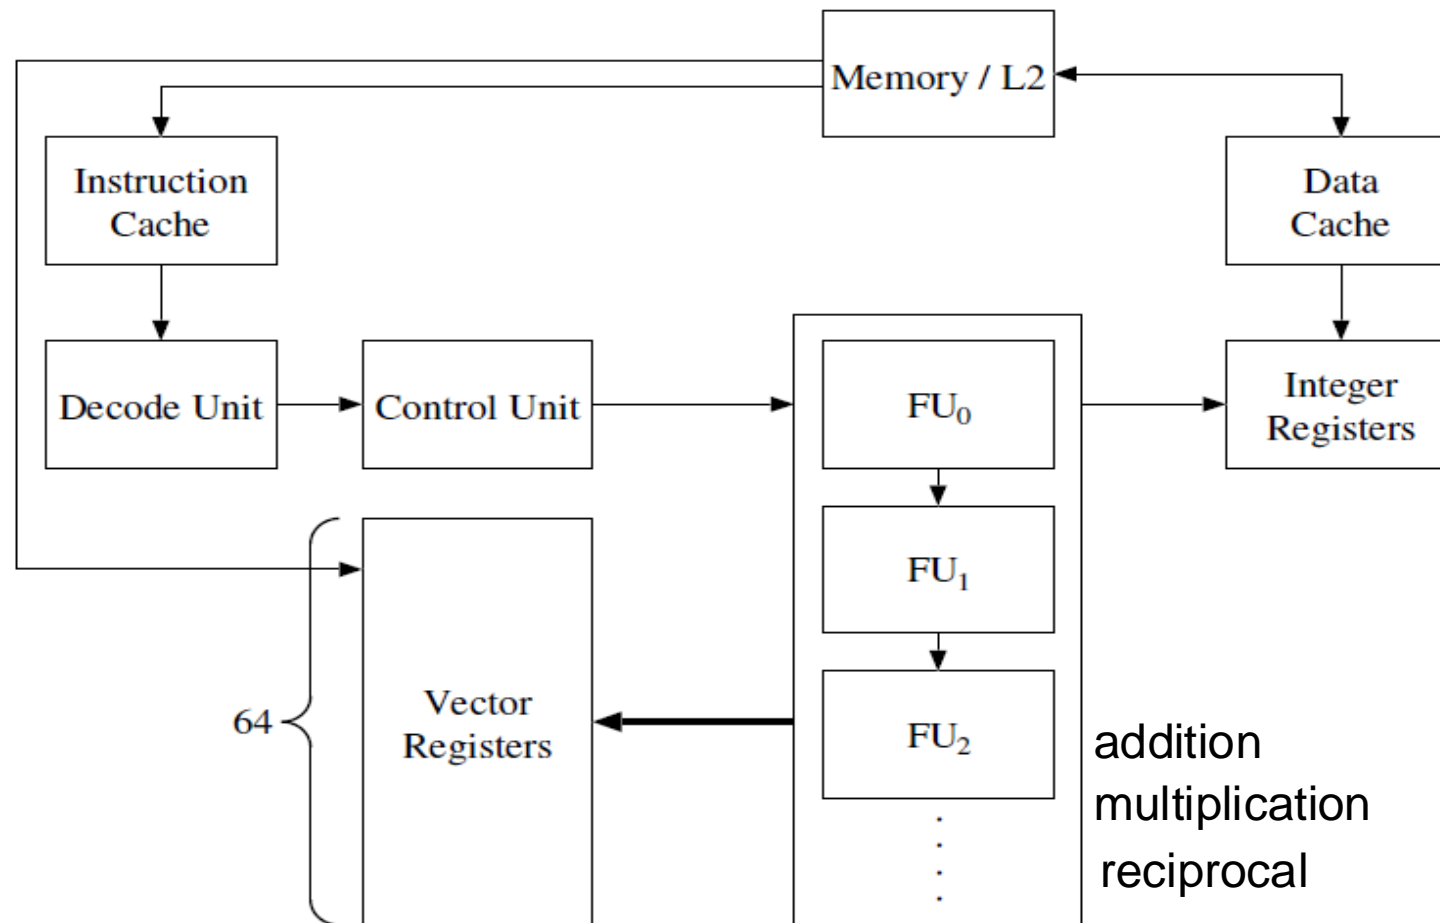 Memory / L2
Instruction
Cache
Data
Cache
Decode Unit
Control Unit
FU₀
Integer
Registers
FU₁
64
Vector
Registers
FU₂
addition
multiplication
reciprocal